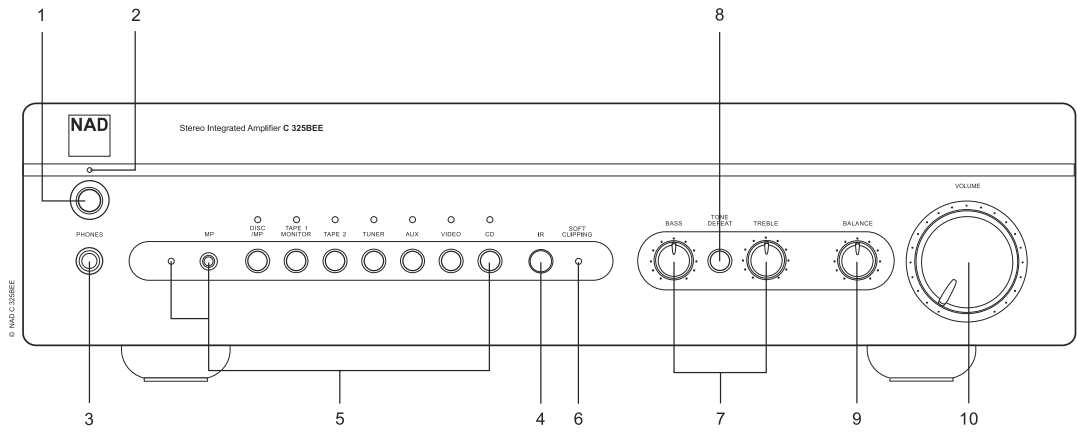 1 2 8
NAD
Stereo Integrated Amplifier C 325BEE
VOLUME
PHONES
MP
DISC
/MP
TAPE 1
MONITOR
TAPE 2
TUNER
AUX
VIDEO
CD
IR
SOFT
CLIPPING
BASS
TONE
DEFEAT
TREBLE
BALANCE
© NAD C 325BEE
3 5 4 6 7 9 10